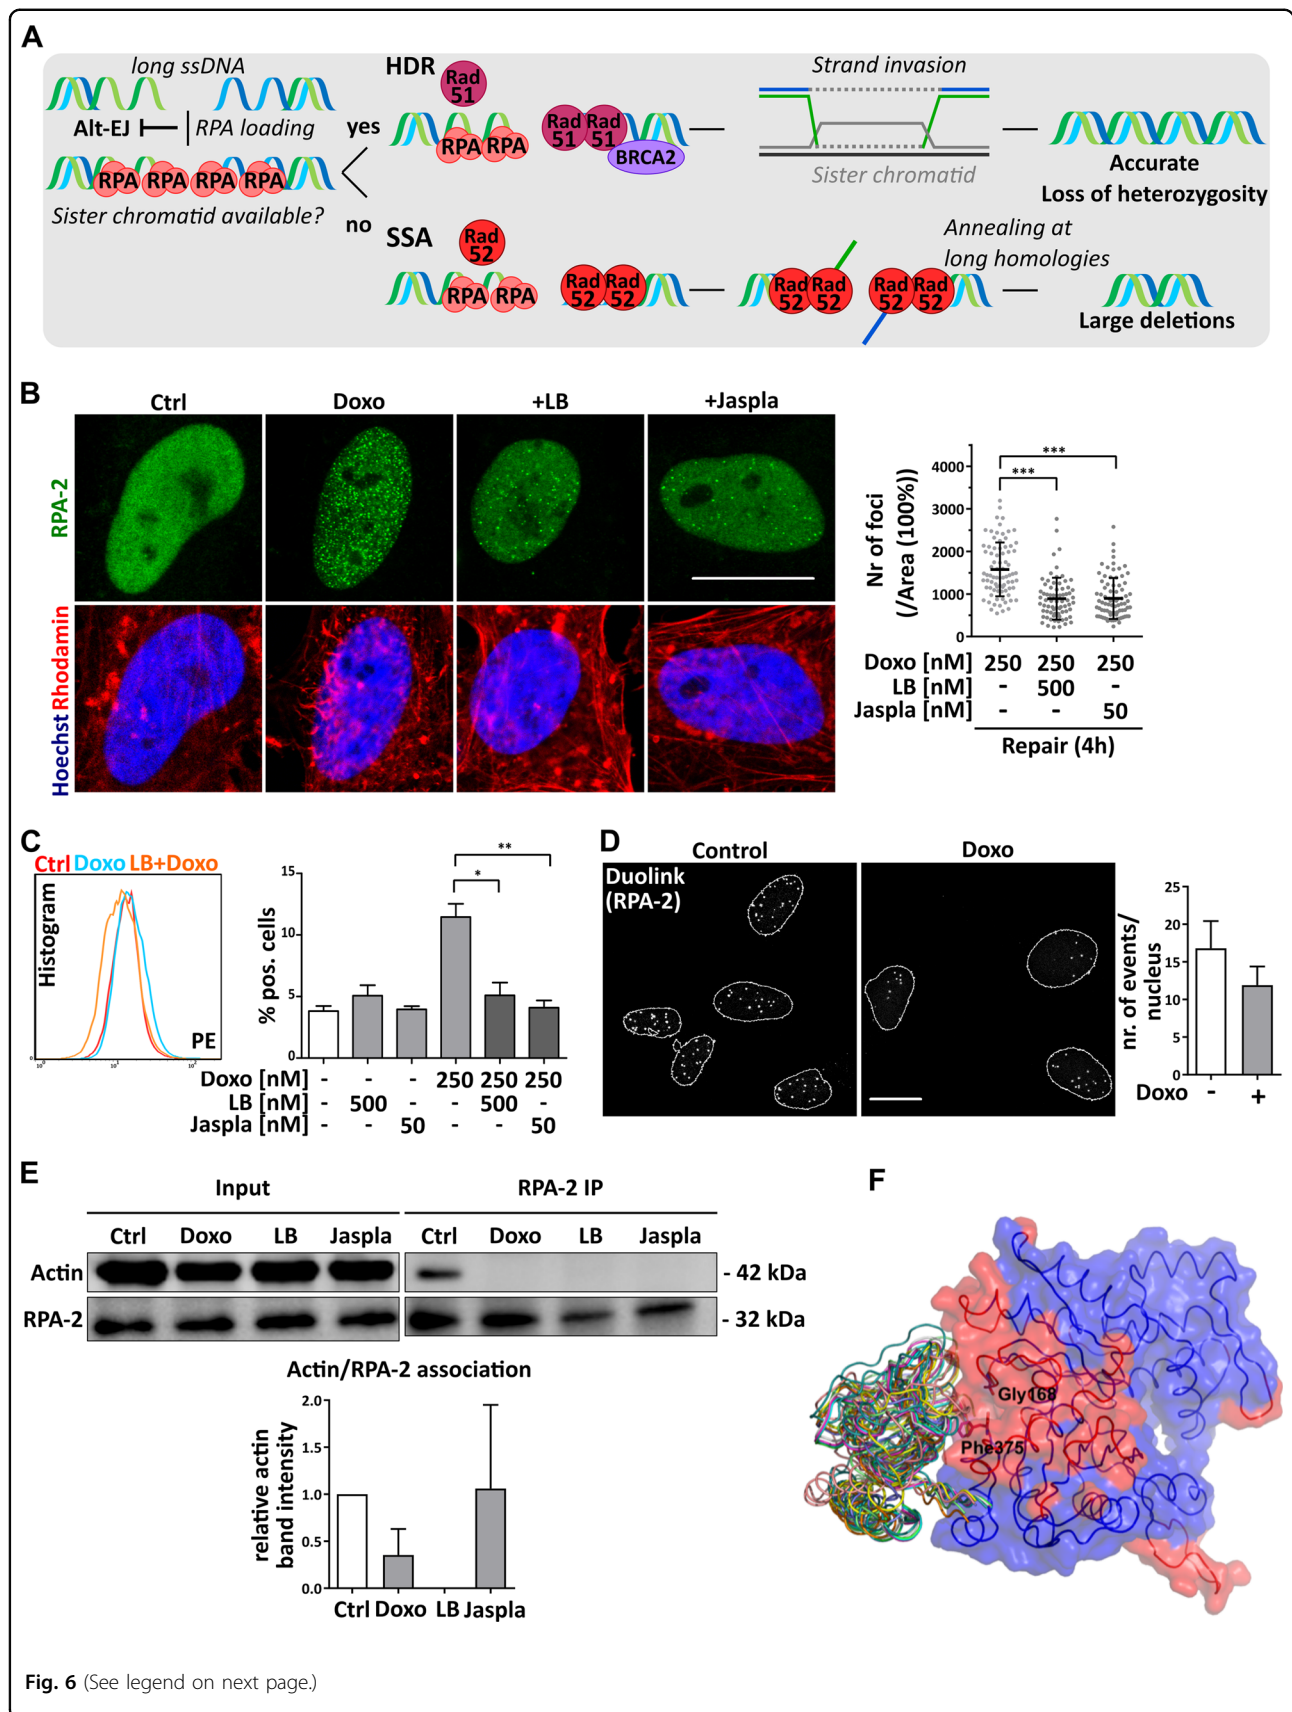 A
long ssDNA
Alt-EJ
RPA loading
RPA RPA RPA RPA
Sister chromatid available?
yes
no
HDR
Rad 51
RPA RPA
Rad 51 Rad 51
BRCA2
Strand invasion
Sister chromatid
Accurate
Loss of heterozygosity
SSA
Rad 52
RPA RPA
Rad 52 Rad 52
Rad 52 Rad 52
Rad 52 Rad 52
Annealing at
long homologies
Large deletions
B
Ctrl Doxo +LB +Jaspla
RPA-2
Hoechst Rhodamin
Nr of foci
(/Area (100%))
4000
3000
2000
1000
0
***
***
Doxo [nM] 250 250 250
LB [nM] - 500 -
Jaspla [nM] - - 50
Repair (4h)
C
Ctrl Doxo LB+Doxo
Histogram
PE
% pos. cells
15
10
5
0
**
*
Doxo [nM] - - - 250 250 250
LB [nM] - 500 - - 500 -
Jaspla [nM] - - 50 - - 50
D
Control Doxo
Duolink
(RPA-2)
nr. of events/
nucleus
25
20
15
10
5
0
Doxo - +
E
Input RPA-2 IP
Ctrl Doxo LB Jaspla Ctrl Doxo LB Jaspla
Actin - 42 kDa
RPA-2 - 32 kDa
Actin/RPA-2 association
relative actin
band intensity
2.0
1.5
1.0
0.5
0.0
Ctrl Doxo LB Jaspla
F
Gly168
Phe375
Fig. 6 (See legend on next page.)